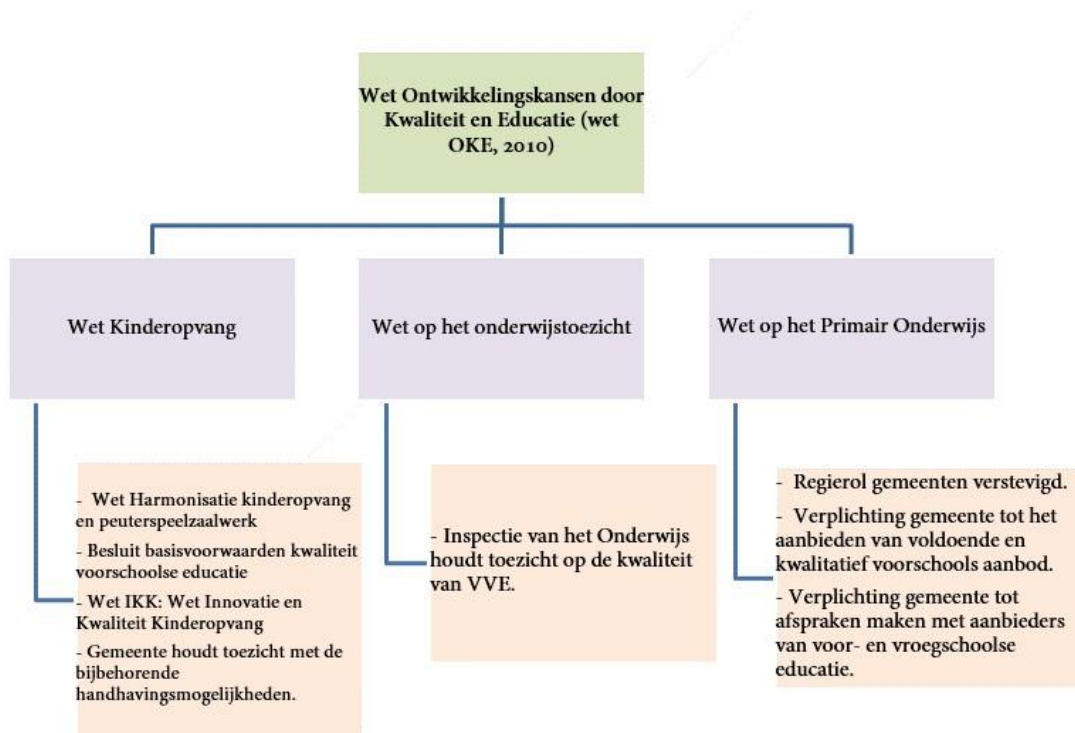 Wet Ontwikkelingskansen door
Kwaliteit en Educatie (wet
OKE, 2010)
Wet Kinderopvang
Wet op het onderwijstoezicht
Wet op het Primair Onderwijs
- Wet Harmonisatie kinderopvang
en peuterspeelzaalwerk
- Besluit basisvoorwaarden kwaliteit
voorschoolse educatie
- Wet IKK: Wet Innovatie en
Kwaliteit Kinderopvang
- Gemeente houdt toezicht met de
bijbehorende
handhavingsmogelijkheden.
- Inspectie van het Onderwijs
houdt toezicht op de kwaliteit
van VVE.
- Regierol gemeenten verstevigd.
- Verplichting gemeente tot het
aanbieden van voldoende en
kwalitatief voorschools aanbod.
- Verplichting gemeente tot
afspraken maken met aanbieders
van voor- en vroegschoolse
educatie.